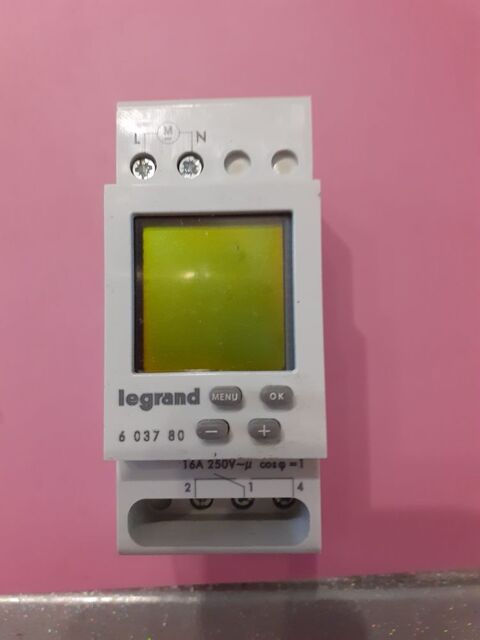 L M N
legrand MENU OK
6 037 80 − +
16A 250V~µ cosφ=1
2 1 4